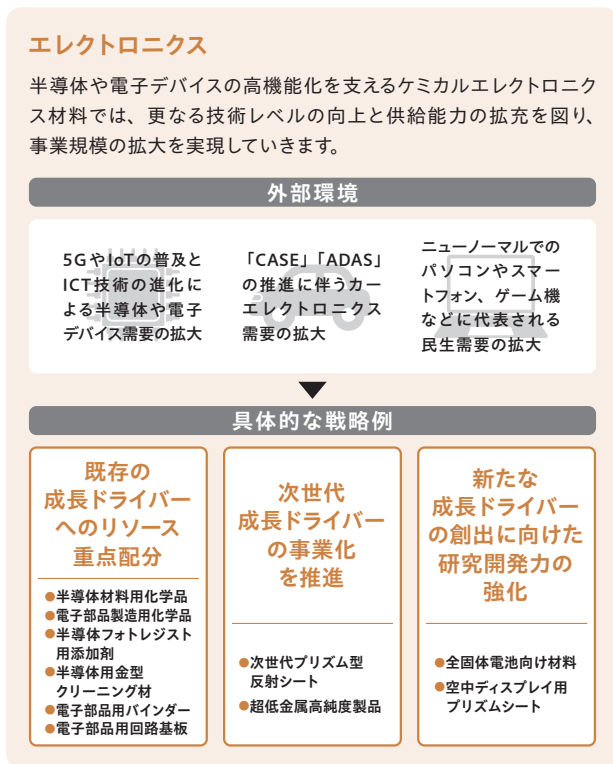 エレクトロニクス
半導体や電子デバイスの高機能化を支えるケミカルエレクトロニク
ス材料では、更なる技術レベルの向上と供給能力の拡充を図り、
事業規模の拡大を実現していきます。
外部環境
5GやIoTの普及と
ICT技術の進化に
よる半導体や電子
デバイス需要の拡大
「CASE」「ADAS」
の推進に伴うカー
エレクトロニクス
需要の拡大
ニューノーマルでの
パソコンやスマー
トフォン、ゲーム機
などに代表される
民生需要の拡大
具体的な戦略例
既存の
成長ドライバー
へのリソース
重点配分
●半導体材料用化学品
●電子部品製造用化学品
●半導体フォトレジスト
用添加剤
●半導体用金型
クリーニング材
●電子部品用バインダー
●電子部品用回路基板
次世代
成長ドライバー
の事業化
を推進
●次世代プリズム型
反射シート
●超低金属高純度製品
新たな
成長ドライバー
の創出に向けた
研究開発力の
強化
●全固体電池向け材料
●空中ディスプレイ用
プリズムシート